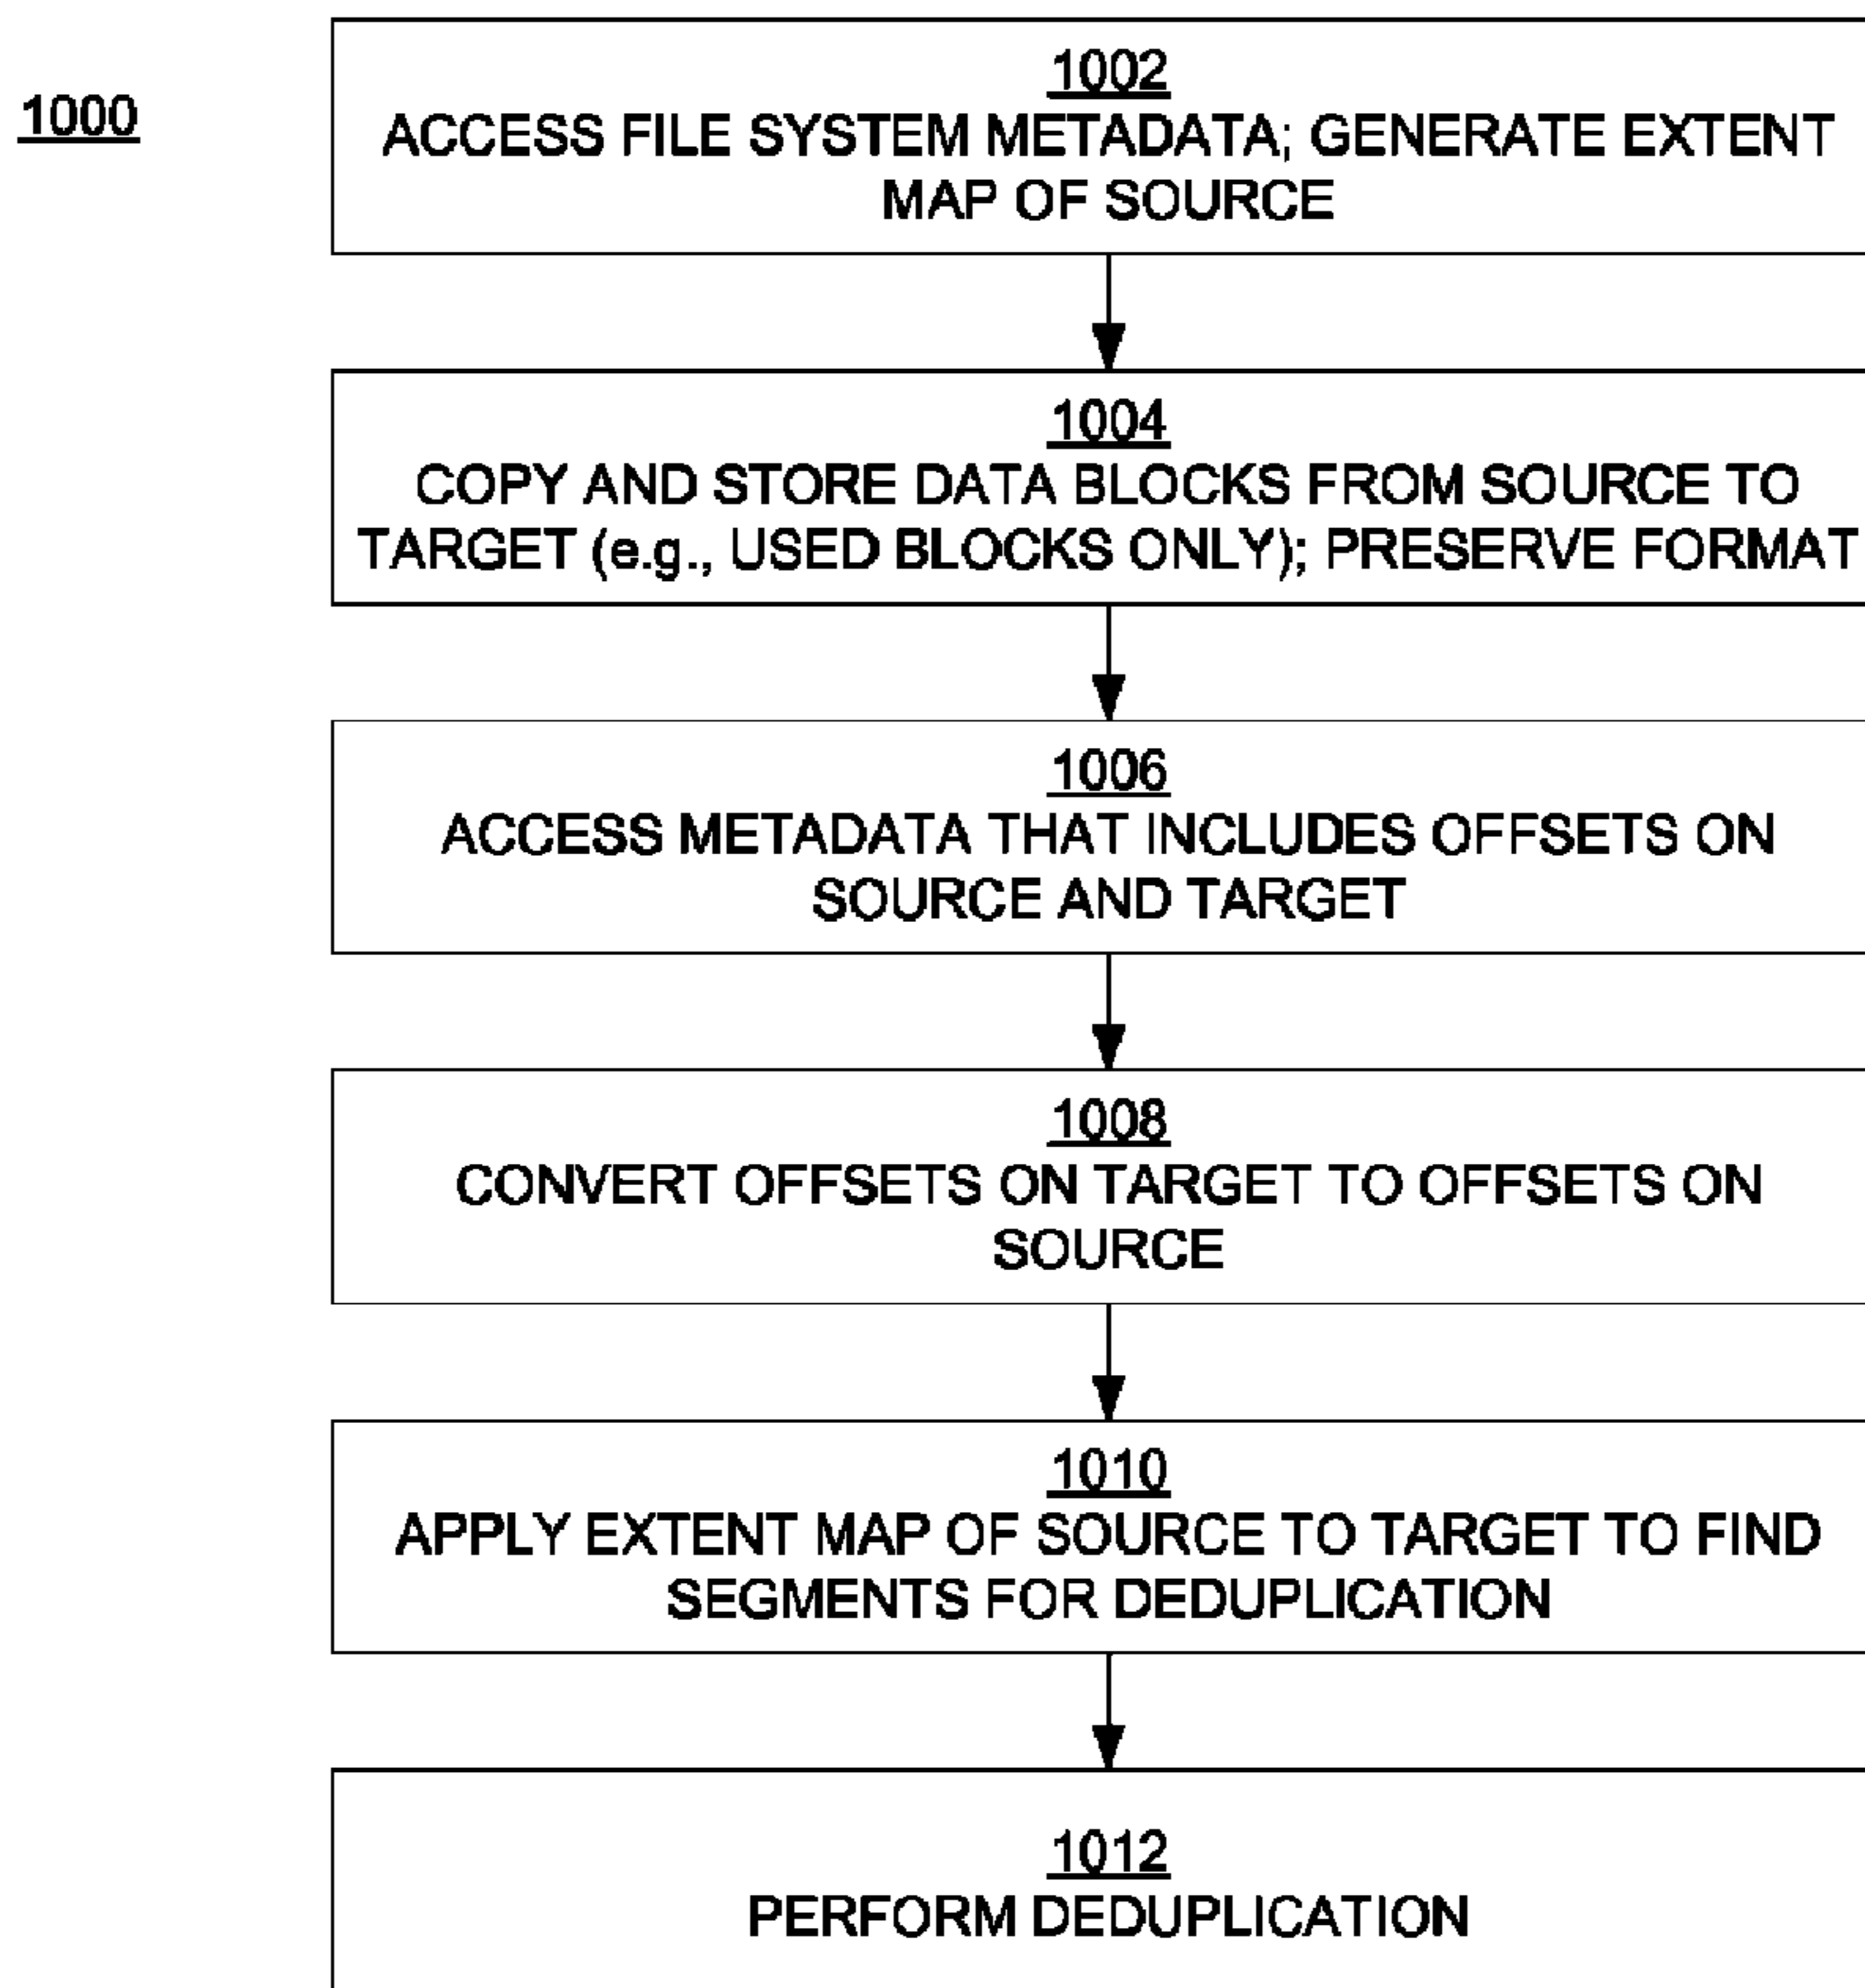 1000
1002
ACCESS FILE SYSTEM METADATA; GENERATE EXTENT
MAP OF SOURCE
1004
COPY AND STORE DATA BLOCKS FROM SOURCE TO
TARGET (e.g., USED BLOCKS ONLY); PRESERVE FORMAT
1006
ACCESS METADATA THAT INCLUDES OFFSETS ON
SOURCE AND TARGET
1008
CONVERT OFFSETS ON TARGET TO OFFSETS ON
SOURCE
1010
APPLY EXTENT MAP OF SOURCE TO TARGET TO FIND
SEGMENTS FOR DEDUPLICATION
1012
PERFORM DEDUPLICATION